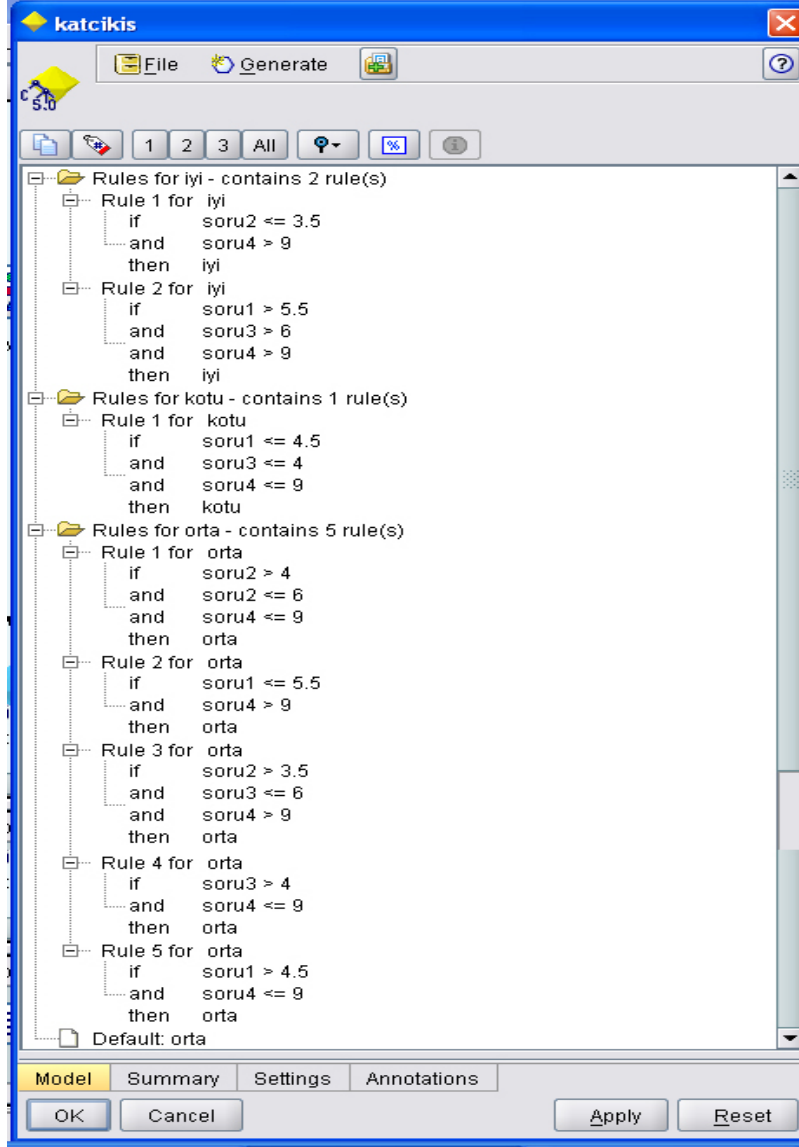 katcikis
File Generate
C 5.0
1 2 3 All %
Rules for iyi - contains 2 rule(s)
Rule 1 for iyi
if soru2 <= 3.5
and soru4 > 9
then iyi
Rule 2 for iyi
if soru1 > 5.5
and soru3 > 6
and soru4 > 9
then iyi
Rules for kotu - contains 1 rule(s)
Rule 1 for kotu
if soru1 <= 4.5
and soru3 <= 4
and soru4 <= 9
then kotu
Rules for orta - contains 5 rule(s)
Rule 1 for orta
if soru2 > 4
and soru2 <= 6
and soru4 <= 9
then orta
Rule 2 for orta
if soru1 <= 5.5
and soru4 > 9
then orta
Rule 3 for orta
if soru2 > 3.5
and soru3 <= 6
and soru4 > 9
then orta
Rule 4 for orta
if soru3 > 4
and soru4 <= 9
then orta
Rule 5 for orta
if soru1 > 4.5
and soru4 <= 9
then orta
Default: orta
Model Summary Settings Annotations
OK Cancel Apply Reset